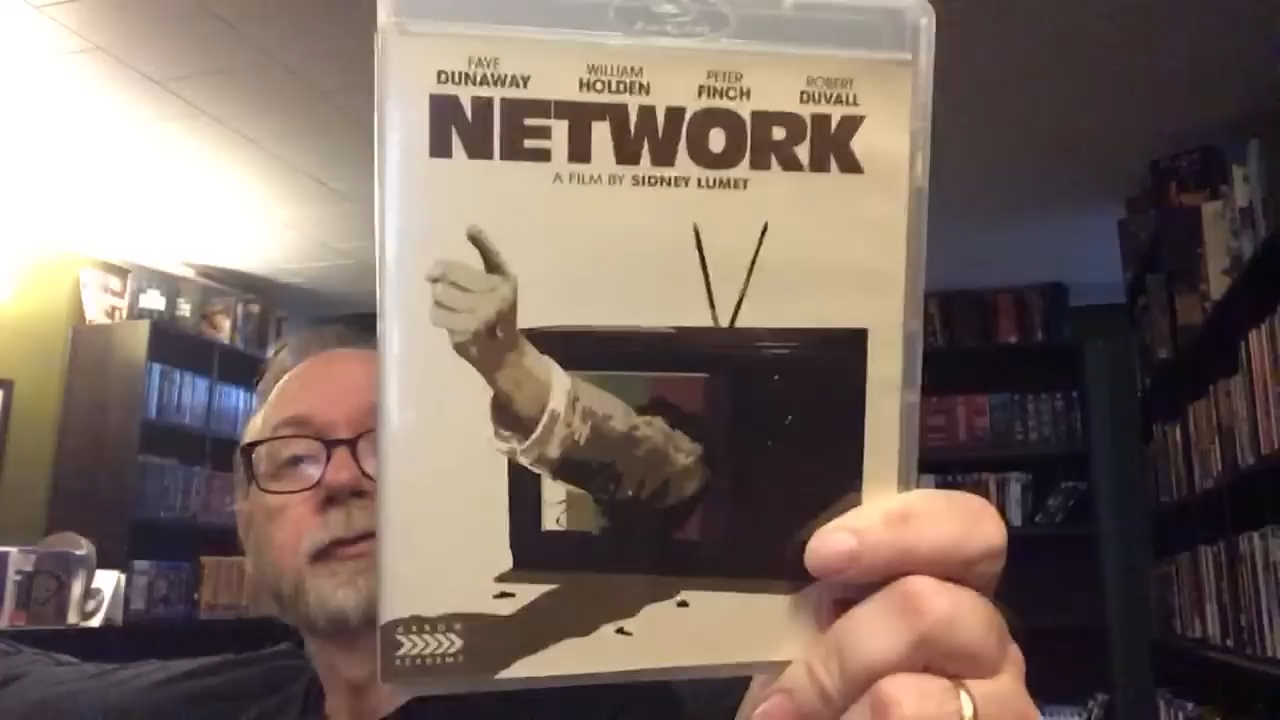 FAYE WILLIAM PETER ROBERT
DUNAWAY HOLDEN FINCH DUVALL
NETWORK
A FILM BY SIDNEY LUMET
ARROW
ACADEMY